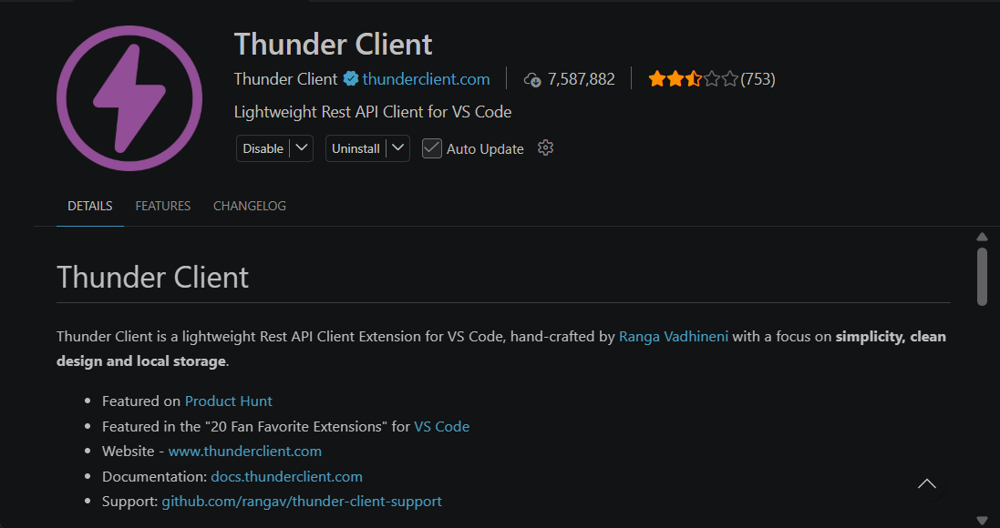 Thunder Client
Thunder Client thunderclient.com 7,587,882 (753)
Lightweight Rest API Client for VS Code
Disable Uninstall Auto Update
DETAILS FEATURES CHANGELOG
Thunder Client
Thunder Client is a lightweight Rest API Client Extension for VS Code, hand-crafted by Ranga Vadhineni with a focus on simplicity, clean
design and local storage.
• Featured on Product Hunt
• Featured in the "20 Fan Favorite Extensions" for VS Code
• Website - www.thunderclient.com
• Documentation: docs.thunderclient.com
• Support: github.com/rangav/thunder-client-support